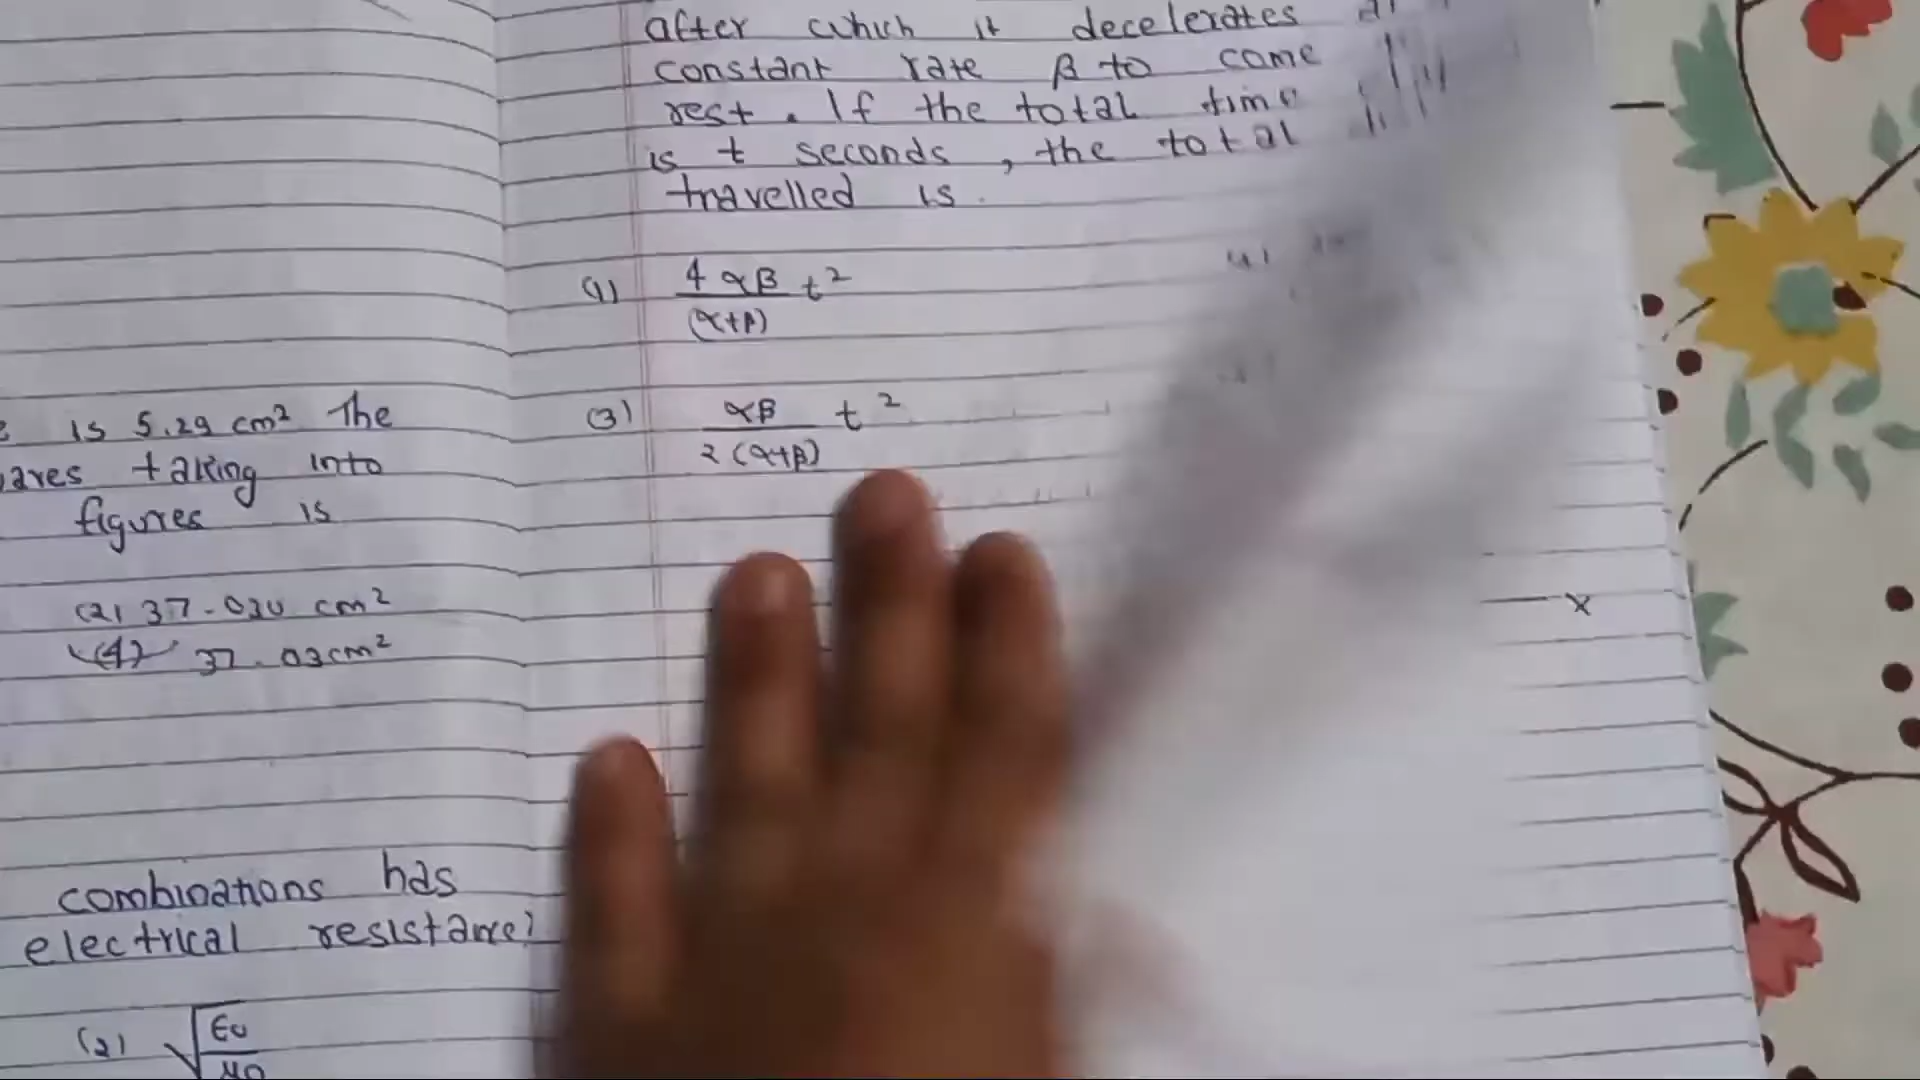 is 5.29 cm² The
taking into
figures is
(2) 37.030 cm²
(4) 37.03 cm²
combinations has
electrical resistance?
(2) √ε0/μ0
after which it decelerates
constant rate β to come
rest. If the total time
is t seconds, the total
travelled is.
(1) 4αβ/(α+β) t²
(3) αβ/2(α+β) t²
x